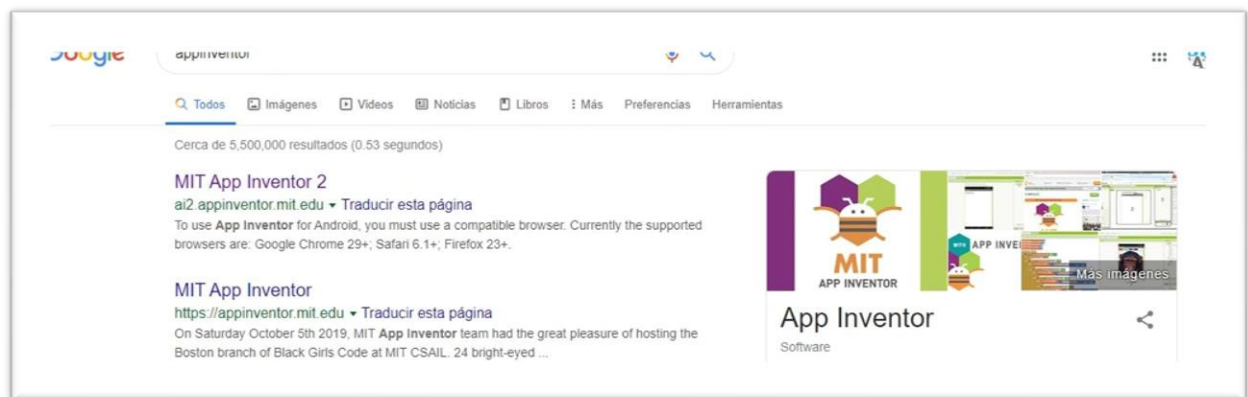 Google
appinventor
Todos Imágenes Videos Noticias Libros Más Preferencias Herramientas
Cerca de 5,500,000 resultados (0.53 segundos)
MIT App Inventor 2
ai2.appinventor.mit.edu Traducir esta página
To use App Inventor for Android, you must use a compatible browser. Currently the supported
browsers are: Google Chrome 29+; Safari 6.1+; Firefox 23+.
MIT App Inventor
https://appinventor.mit.edu Traducir esta página
On Saturday October 5th 2019, MIT App Inventor team had the great pleasure of hosting the
Boston branch of Black Girls Code at MIT CSAIL. 24 bright-eyed ...
MIT
APP INVENTOR
APP INVE
Más imágenes
App Inventor
Software